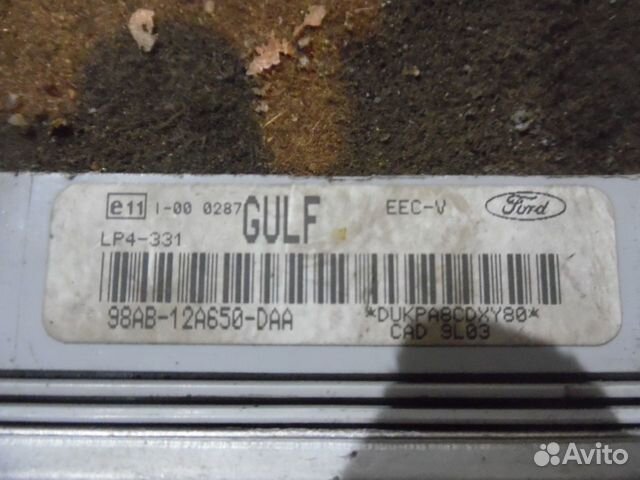 e11 I-00 0287 GULF EEC-V Ford
LP4-331
98AB-12A650-DAA *DUKPA8CDXY80*
CAD 9L03
Avito